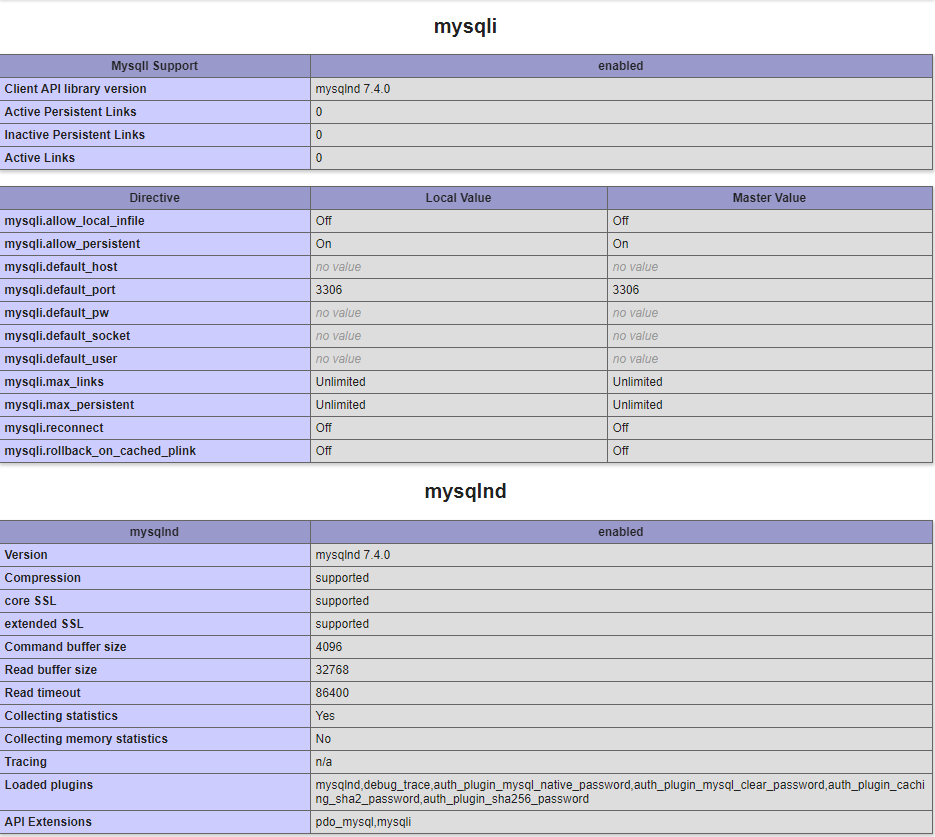 mysqli
MysqlI Support enabled
Client API library version mysqlnd 7.4.0
Active Persistent Links 0
Inactive Persistent Links 0
Active Links 0
Directive Local Value Master Value
mysqli.allow_local_infile Off Off
mysqli.allow_persistent On On
mysqli.default_host no value no value
mysqli.default_port 3306 3306
mysqli.default_pw no value no value
mysqli.default_socket no value no value
mysqli.default_user no value no value
mysqli.max_links Unlimited Unlimited
mysqli.max_persistent Unlimited Unlimited
mysqli.reconnect Off Off
mysqli.rollback_on_cached_plink Off Off
mysqlnd
mysqlnd enabled
Version mysqlnd 7.4.0
Compression supported
core SSL supported
extended SSL supported
Command buffer size 4096
Read buffer size 32768
Read timeout 86400
Collecting statistics Yes
Collecting memory statistics No
Tracing n/a
Loaded plugins mysqlnd,debug_trace,auth_plugin_mysql_native_password,auth_plugin_mysql_clear_password,auth_plugin_cachi
ng_sha2_password,auth_plugin_sha256_password
API Extensions pdo_mysql,mysqli